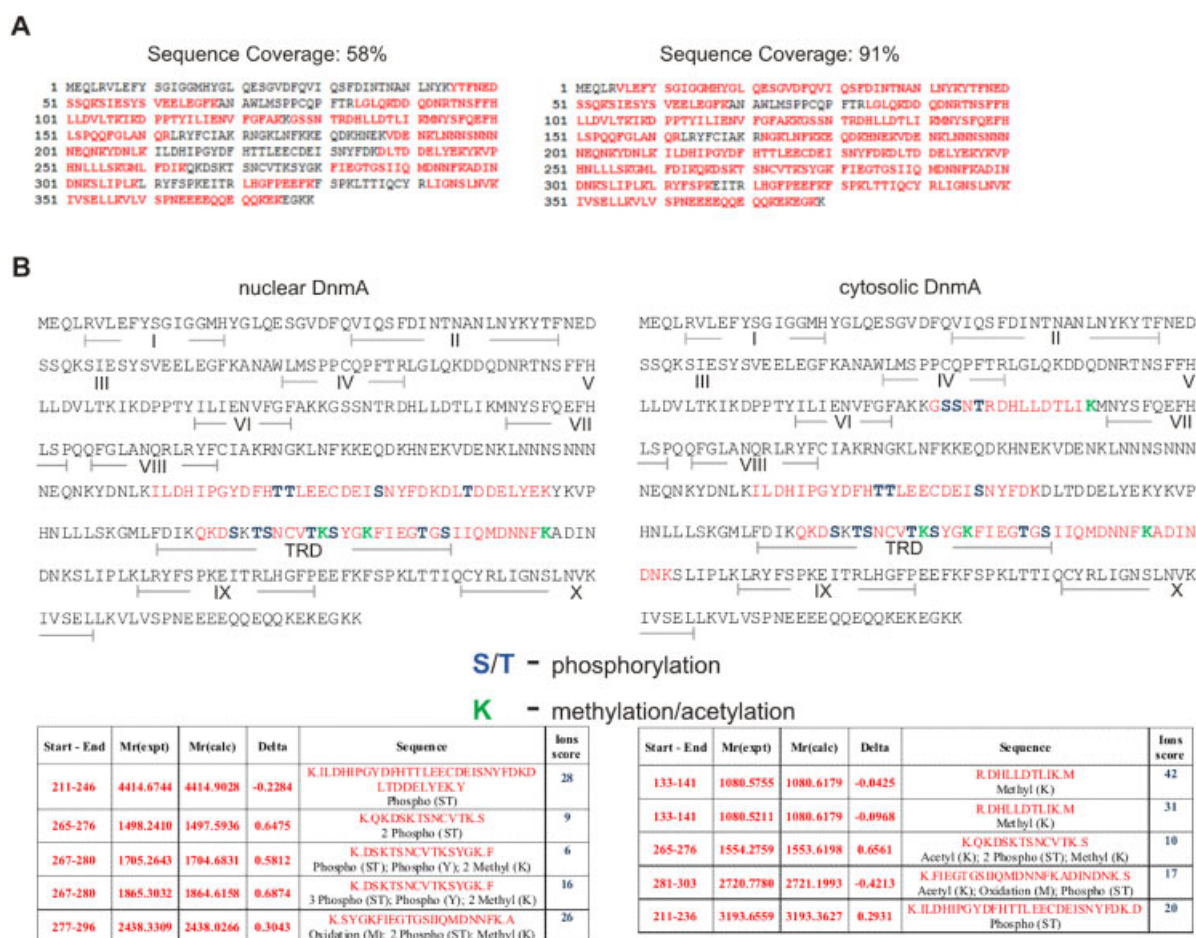 A
Sequence Coverage: 58%
1 MEQLRVLEFY SGIGGMHYGL QESGVDFQVI QSFDINTNAN LNYKYTFNED
51 SSQKSIESYS VEELEGFKAN AWLMSPPCQP FTRLGLQKDD QDNRTNSFFH
101 LLDVLTKIKD PPTYILIENV FGFAKKGSSN TRDHLLDTLI KMNYSFQEFH
151 LSPQQFGLAN QRLRYFCIAK RNGKLNFKKE QDKHNEKVDE NKLNNNSNNN
201 NEQNKYDNLK ILDHIPGYDF HTTLEECDEI SNYFDKDLTD DELYEKYKVP
251 HNLLLSKGML FDIKQKDSKT SNCVTKSYGK FIEGTGSIIQ MDNNFKADIN
301 DNKSLIPLKL RYFSPKEITR LHGFPEEFKF SPKLTTIQCY RLIGNSLNVK
351 IVSELLKVLV SPNEEEEQQE QQKEKEGKK
Sequence Coverage: 91%
1 MEQLRVLEFY SGIGGMHYGL QESGVDFQVI QSFDINTNAN LNYKYTFNED
51 SSQKSIESYS VEELEGFKAN AWLMSPPCQP FTRLGLQKDD QDNRTNSFFH
101 LLDVLTKIKD PPTYILIENV FGFAKKGSSN TRDHLLDTLI KMNYSFQEFH
151 LSPQQFGLAN QRLRYFCIAK RNGKLNFKKE QDKHNEKVDE NKLNNNSNNN
201 NEQNKYDNLK ILDHIPGYDF HTTLEECDEI SNYFDKDLTD DELYEKYKVP
251 HNLLLSKGML FDIKQKDSKT SNCVTKSYGK FIEGTGSIIQ MDNNFKADIN
301 DNKSLIPLKL RYFSPKEITR LHGFPEEFKF SPKLTTIQCY RLIGNSLNVK
351 IVSELLKVLV SPNEEEEQQE QQKEKEGKK
B
nuclear DnmA
MEQLRVLEFYSGIGGMHYGLQESGVDFQVIQSFDINTNANLNYKYTFNED
I II
SSQKSIESYSVEELEGFKANAWLMSPPCQPFTRLGLQKDDQDNRTNSFFH
III IV V
LLDVLTKIKDPPTYILIENVFGFAKKGSSNTRDHLLDTLIKMNYSFQEFH
VI VII
LSPQQFGLANQRLRYFCIAKRNGKLNFKKEQDKHNEKVDENKLNNNSNNN
VIII
NEQNKYDNLKILDHIPGYDFHTTLEECDEISNYFDKDLTDDELYEKYKVP
HNLLLSKGMLFDIKQKDSKTSNCVTKSYGKFIEGTGSIIQMDNNFKADIN
TRD
DNKSLIPLKLRYFSPKEITRLHGFPEEFKFSPKLTTIQCYRLIGNSLNVK
IX X
IVSELLKVLVSPNEEEEQQEQQKEKEGKK
cytosolic DnmA
MEQLRVLEFYSGIGGMHYGLQESGVDFQVIQSFDINTNANLNYKYTFNED
I II
SSQKSIESYSVEELEGFKANAWLMSPPCQPFTRLGLQKDDQDNRTNSFFH
III IV V
LLDVLTKIKDPPTYILIENVFGFAKKGSSNTRDHLLDTLIKMNYSFQEFH
VI VII
LSPQQFGLANQRLRYFCIAKRNGKLNFKKEQDKHNEKVDENKLNNNSNNN
VIII
NEQNKYDNLKILDHIPGYDFHTTLEECDEISNYFDKDLTDDELYEKYKVP
HNLLLSKGMLFDIKQKDSKTSNCVTKSYGKFIEGTGSIIQMDNNFKADIN
TRD
DNKSLIPLKLRYFSPKEITRLHGFPEEFKFSPKLTTIQCYRLIGNSLNVK
IX X
IVSELLKVLVSPNEEEEQQEQQKEKEGKK
S/T - phosphorylation
K - methylation/acetylation
Start - End Mr(expt) Mr(calc) Delta Sequence Ions score
211-246 4414.6744 4414.9028 -0.2284 K.ILDHIPGYDFHTTLEECDEISNYFDKD
LTDDELYEK.Y
Phospho (ST) 28
265-276 1498.2410 1497.5936 0.6475 K.QKDSKTSNCVTK.S
2 Phospho (ST) 9
267-280 1705.2643 1704.6831 0.5812 K.DSKTSNCVTKSYGK.F
Phospho (ST); Phospho (Y); 2 Methyl (K) 6
267-280 1865.3032 1864.6158 0.6874 K.DSKTSNCVTKSYGK.F
3 Phospho (ST); Phospho (Y); 2 Methyl (K) 16
277-296 2438.3309 2438.0266 0.3043 K.SYGKFIEGTGSIIQMDNNFK.A
Oxidation (M); 2 Phospho (ST); Methyl (K) 26
Start - End Mr(expt) Mr(calc) Delta Sequence Ions score
133-141 1080.5755 1080.6179 -0.0425 R.DHLLDTLIK.M
Methyl (K) 42
133-141 1080.5211 1080.6179 -0.0968 R.DHLLDTLIK.M
Methyl (K) 31
265-276 1554.2759 1553.6198 0.6561 K.QKDSKTSNCVTK.S
Acetyl (K); 2 Phospho (ST); Methyl (K) 10
281-303 2720.7780 2721.1993 -0.4213 K.FIEGTGSIIQMDNNFKADINDNK.S
Acetyl (K); Oxidation (M); Phospho (ST) 17
211-236 3193.6559 3193.3627 0.2931 K.ILDHIPGYDFHTTLEECDEISNYFDK.D
Phospho (ST) 20